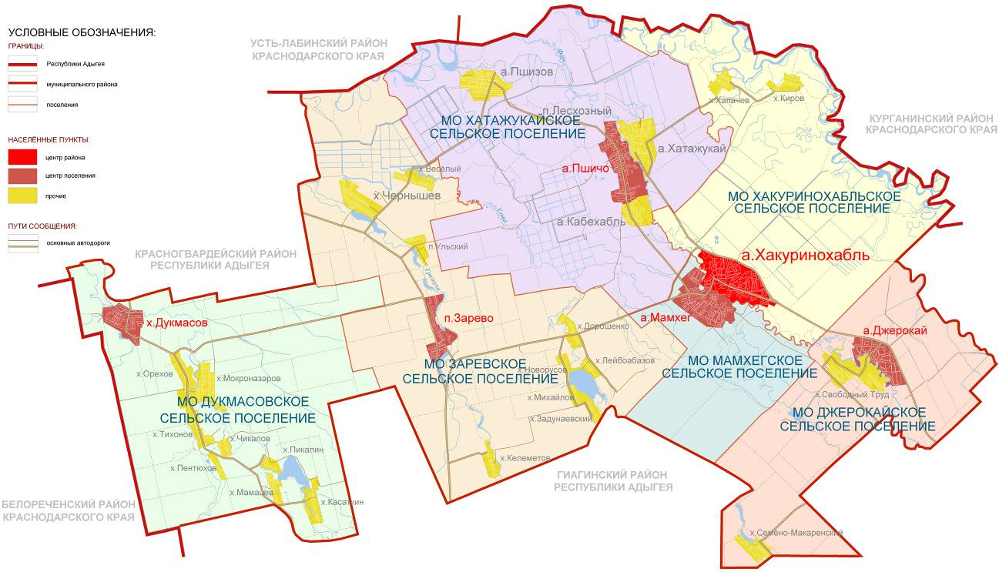 УСЛОВНЫЕ ОБОЗНАЧЕНИЯ:
ГРАНИЦЫ:
Республики Адыгея
муниципального района
поселения
НАСЕЛЁННЫЕ ПУНКТЫ:
центр района
центр поселения
прочие
ПУТИ СООБЩЕНИЯ:
основные автодороги
УСТЬ-ЛАБИНСКИЙ РАЙОН
КРАСНОДАРСКОГО КРАЯ
КУРГАНИНСКИЙ РАЙОН
КРАСНОДАРСКОГО КРАЯ
КРАСНОГВАРДЕЙСКИЙ РАЙОН
РЕСПУБЛИКИ АДЫГЕЯ
БЕЛОРЕЧЕНСКИЙ РАЙОН
КРАСНОДАРСКОГО КРАЯ
ГИАГИНСКИЙ РАЙОН
РЕСПУБЛИКИ АДЫГЕЯ
МО ХАТАЖУКАЙСКОЕ
СЕЛЬСКОЕ ПОСЕЛЕНИЕ
а.Пшизов
п.Лесхозный
а.Хатажукай
а.Пшичо
а.Кабехабль
Фарс
Улька
МО ХАКУРИНОХАБЛЬСКОЕ
СЕЛЬСКОЕ ПОСЕЛЕНИЕ
х.Хапачев
х.Киров
а.Хакуринохабль
МО ЗАРЕВСКОЕ
СЕЛЬСКОЕ ПОСЕЛЕНИЕ
х.Весёлый
х.Чернышев
п.Ульский
Грязнуха
п.Зарево
х.Дорошенко
х.Лейбоабазов
х.Новорусов
х.Михайлов
х.Задунаевский
х.Келеметов
МО МАМХЕГСКОЕ
СЕЛЬСКОЕ ПОСЕЛЕНИЕ
а.Мамхег
МО ДЖЕРОКАЙСКОЕ
СЕЛЬСКОЕ ПОСЕЛЕНИЕ
а.Джерокай
х.Свободный Труд
х.Семёно-Макаренский
МО ДУКМАСОВСКОЕ
СЕЛЬСКОЕ ПОСЕЛЕНИЕ
х.Дукмасов
х.Орехов
х.Мокроназаров
х.Тихонов
х.Чикалов
х.Пикалин
х.Пентюхов
х.Мамацев
х.Касаткин